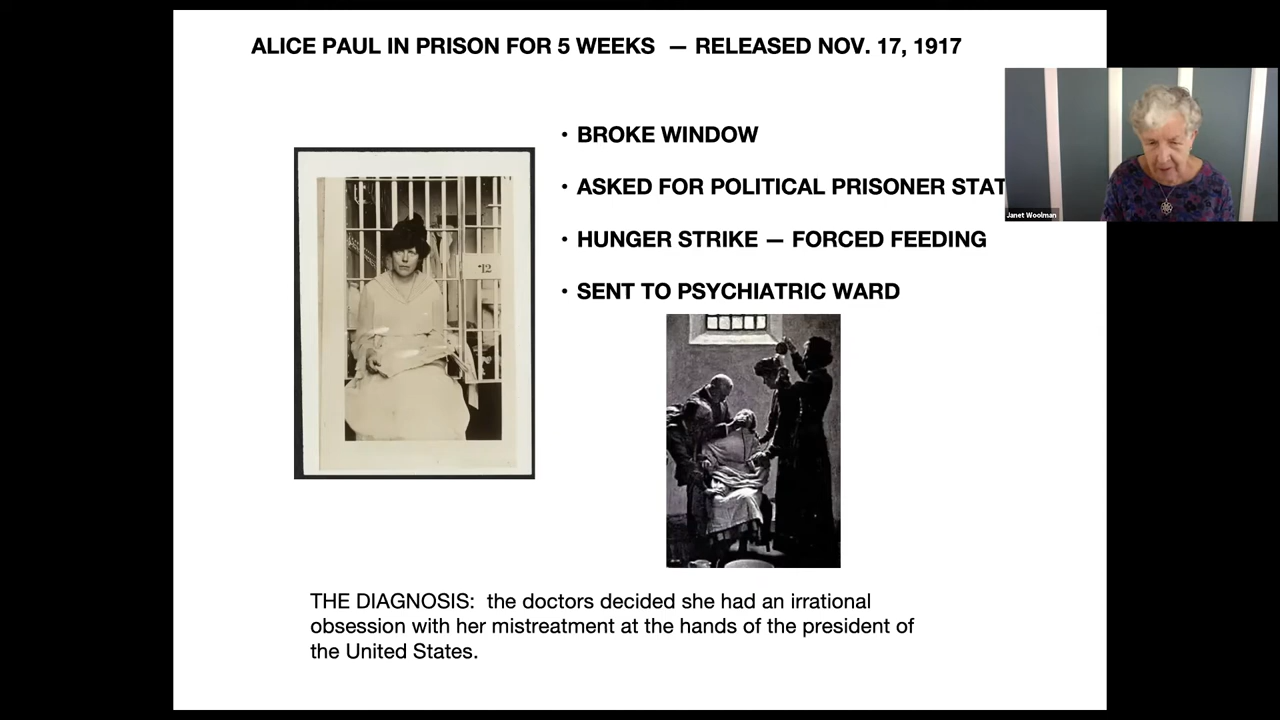 ALICE PAUL IN PRISON FOR 5 WEEKS — RELEASED NOV. 17, 1917
• BROKE WINDOW
• ASKED FOR POLITICAL PRISONER STAT
Janet Woolman
• HUNGER STRIKE — FORCED FEEDING
12
• SENT TO PSYCHIATRIC WARD
THE DIAGNOSIS: the doctors decided she had an irrational
obsession with her mistreatment at the hands of the president of
the United States.